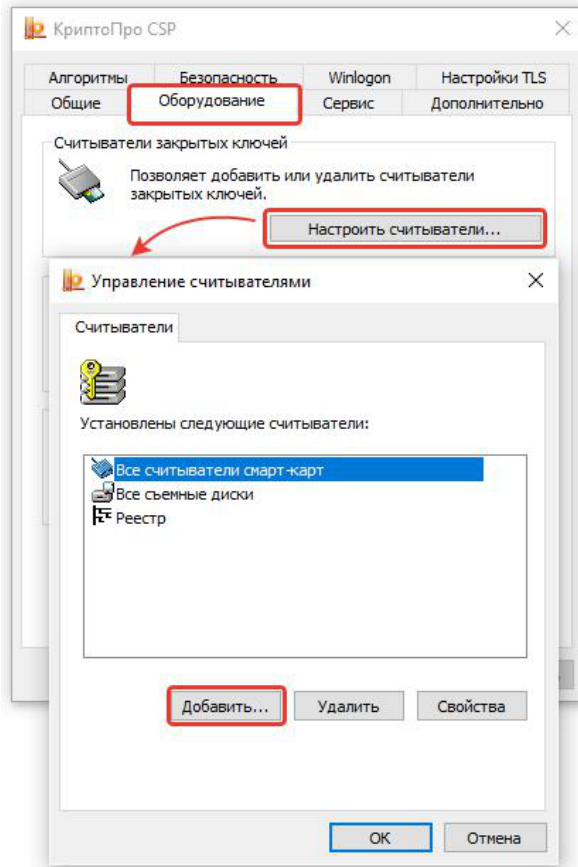 КриптоПро CSP
Алгоритмы Безопасность Winlogon Настройки TLS
Общие Оборудование Сервис Дополнительно
Считыватели закрытых ключей
Позволяет добавить или удалить считыватели
закрытых ключей.
Настроить считыватели...
Управление считывателями
Считыватели
Установлены следующие считыватели:
Все считыватели смарт-карт
Все съемные диски
Реестр
Добавить... Удалить Свойства
ОК Отмена